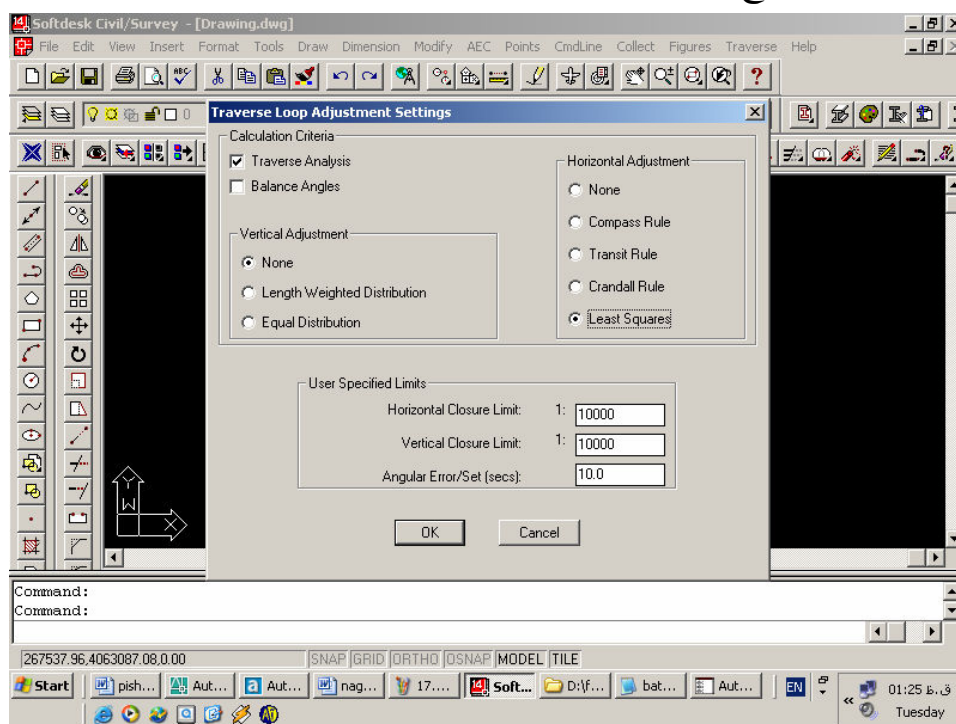 Softdesk Civil/Survey - [Drawing.dwg]
File Edit View Insert Format Tools Draw Dimension Modify AEC Points CmdLine Collect Figures Traverse Help
0
Traverse Loop Adjustment Settings
Calculation Criteria
Traverse Analysis
Balance Angles
Vertical Adjustment
None
Length Weighted Distribution
Equal Distribution
Horizontal Adjustment
None
Compass Rule
Transit Rule
Crandall Rule
Least Squares
User Specified Limits
Horizontal Closure Limit: 1: 10000
Vertical Closure Limit: 1: 10000
Angular Error/Set (secs): 10.0
OK Cancel
Y
W
X
Command:
Command:
267537.96,4063087.08,0.00 SNAP GRID ORTHO OSNAP MODEL TILE
Start pish... Aut... Aut... nag... 17.... Soft... D:\f... bat... Aut... EN 01:25 ق.ظ
Tuesday